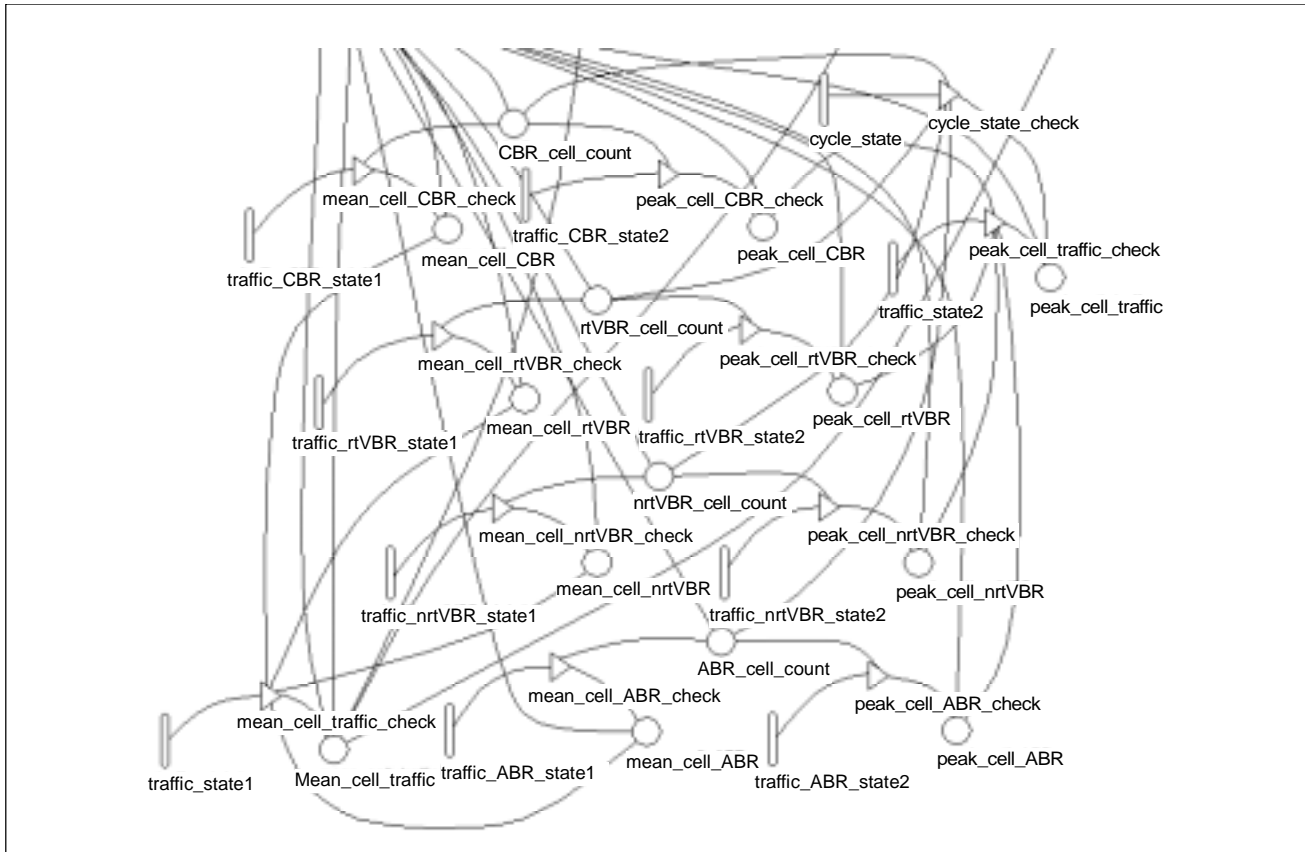 cycle_state_check
cycle_state
CBR_cell_count
mean_cell_CBR_check
peak_cell_CBR_check
traffic_CBR_state2
peak_cell_traffic_check
mean_cell_CBR
peak_cell_CBR
traffic_CBR_state1
peak_cell_traffic
traffic_state2
rtVBR_cell_count
mean_cell_rtVBR_check
peak_cell_rtVBR_check
peak_cell_rtVBR
mean_cell_rtVBR
traffic_rtVBR_state2
traffic_rtVBR_state1
nrtVBR_cell_count
mean_cell_nrtVBR_check
peak_cell_nrtVBR_check
mean_cell_nrtVBR
peak_cell_nrtVBR
traffic_nrtVBR_state1
traffic_nrtVBR_state2
ABR_cell_count
mean_cell_ABR_check
peak_cell_ABR_check
mean_cell_traffic_check
peak_cell_ABR
mean_cell_ABR
traffic_ABR_state1
Mean_cell_traffic
traffic_ABR_state2
traffic_state1